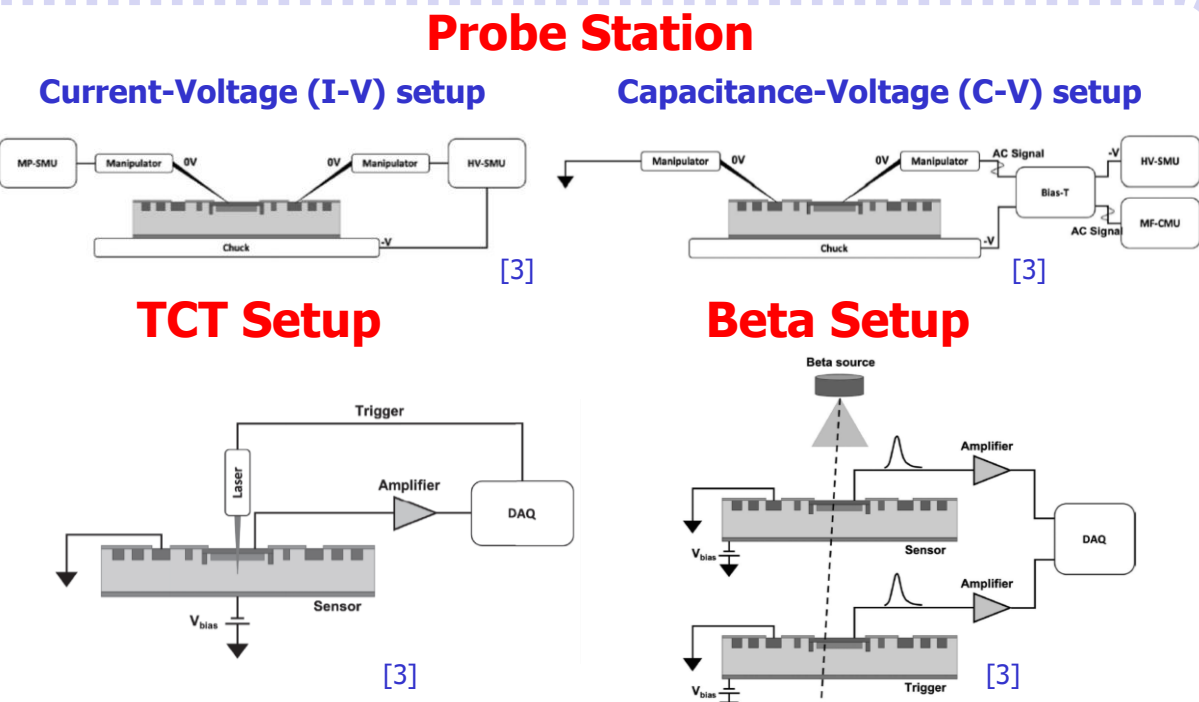 Probe Station
Current-Voltage (I-V) setup
MP-SMU
Manipulator
0V
0V
Manipulator
HV-SMU
Chuck
-V
[3]
Capacitance-Voltage (C-V) setup
Manipulator
0V
0V
Manipulator
AC Signal
-V
HV-SMU
Bias-T
MF-CMU
AC Signal
Chuck
-V
[3]
TCT Setup
Trigger
Laser
Amplifier
DAQ
Sensor
Vbias
[3]
Beta Setup
Beta source
Amplifier
Sensor
Vbias
DAQ
Amplifier
Trigger
Vbias
[3]